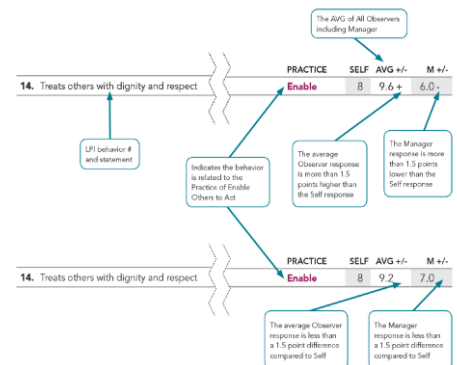 The AVG of All Observers
including Manager
PRACTICE SELF AVG +/- M +/-
14. Treats others with dignity and respect Enable 8 9.6 + 6.0 -
LPI behavior #
and statement
Indicates the behavior
is related to the
Practice of Enable
Others to Act
The average
Observer response
is more than 1.5
points higher than
the Self response
The Manager
response is more
than 1.5 points
lower than the
Self response
PRACTICE SELF AVG +/- M +/-
14. Treats others with dignity and respect Enable 8 9.2 7.0
The average Observer
response is less than
a 1.5 point difference
compared to Self
The Manager
response is less than
a 1.5 point difference
compared to Self